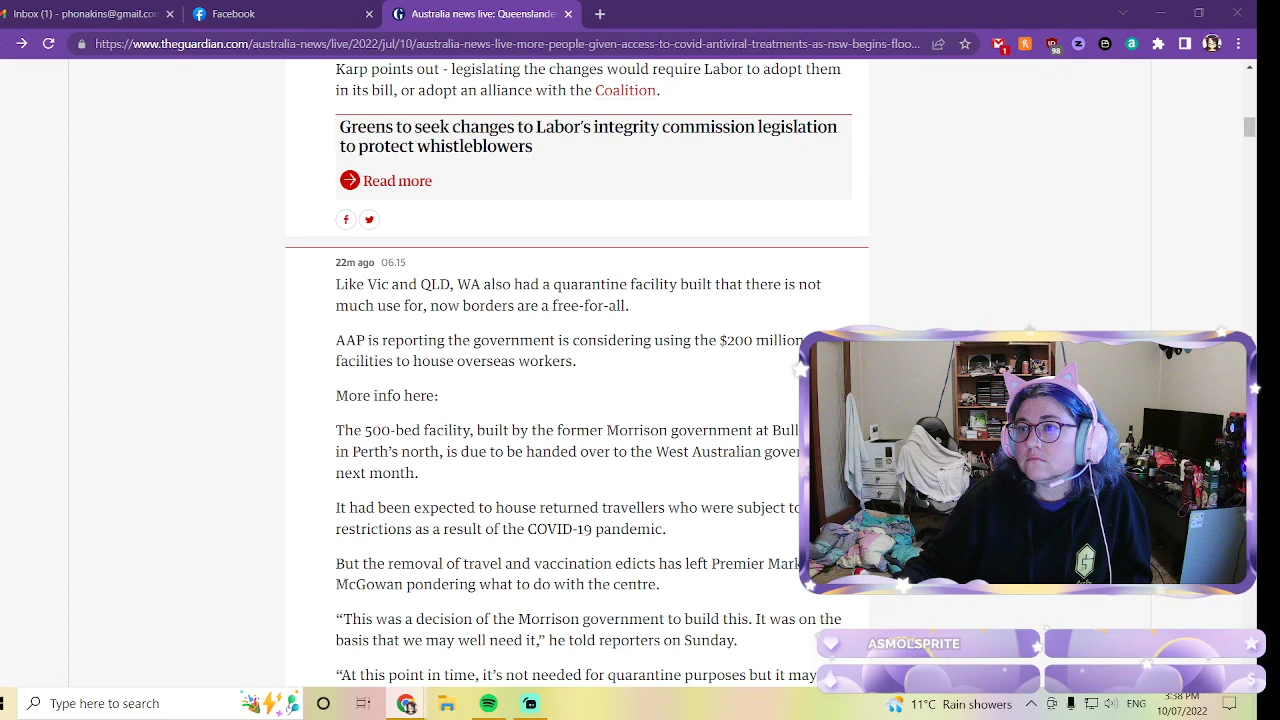 Inbox (1) - pionakins@gmail.com
Facebook
Australia news live: Queenslande
https://www.theguardian.com/australia-news/live/2022/jul/10/australia-news-live-more-people-given-access-to-covid-antiviral-treatments-as-nsw-begins-floo...
1
98
Karp points out - legislating the changes would require Labor to adopt them
in its bill, or adopt an alliance with the Coalition.
Greens to seek changes to Labor's integrity commission legislation
to protect whistleblowers
Read more
22m ago 06.15
Like Vic and QLD, WA also had a quarantine facility built that there is not
much use for, now borders are a free-for-all.
AAP is reporting the government is considering using the $200 million
facilities to house overseas workers.
More info here:
The 500-bed facility, built by the former Morrison government at Bull
in Perth's north, is due to be handed over to the West Australian gover
next month.
It had been expected to house returned travellers who were subject to
restrictions as a result of the COVID-19 pandemic.
But the removal of travel and vaccination edicts has left Premier Mark
McGowan pondering what to do with the centre.
“This was a decision of the Morrison government to build this. It was on the
basis that we may well need it,” he told reporters on Sunday.
“At this point in time, it's not needed for quarantine purposes but it may
ASMOLSPRITE
Type here to search
11°C Rain showers
ENG
3:38 PM
10/07/2022